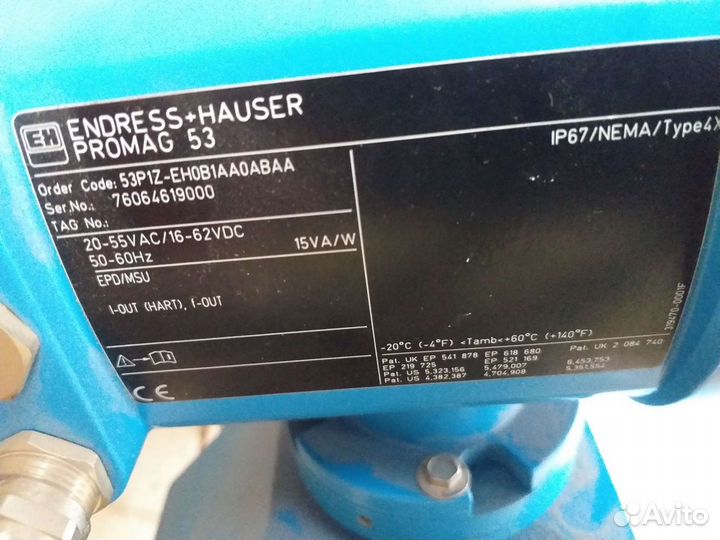 EH
ENDRESS+HAUSER
PROMAG 53
IP67/NEMA/Type4X
Order Code: 53P1Z-EH0B1AA0ABAA
Ser.No.: 76064619000
TAG No.:
20-55VAC/16-62VDC 15VA/W
50-60Hz
EPD/MSU
I-OUT (HART), f-OUT
-20°C (-4°F) <Tamb<+60°C (+140°F)
Pat. UK EP 541 878 EP 618 680 Pat. UK 2 084 740
EP 219 725 EP 521 169 6,453,753
Pat. US 5,323,156 5,479,007 5,351,554
Pat. US 4,382,387 4,704,908
319470-0001F
CE
Avito